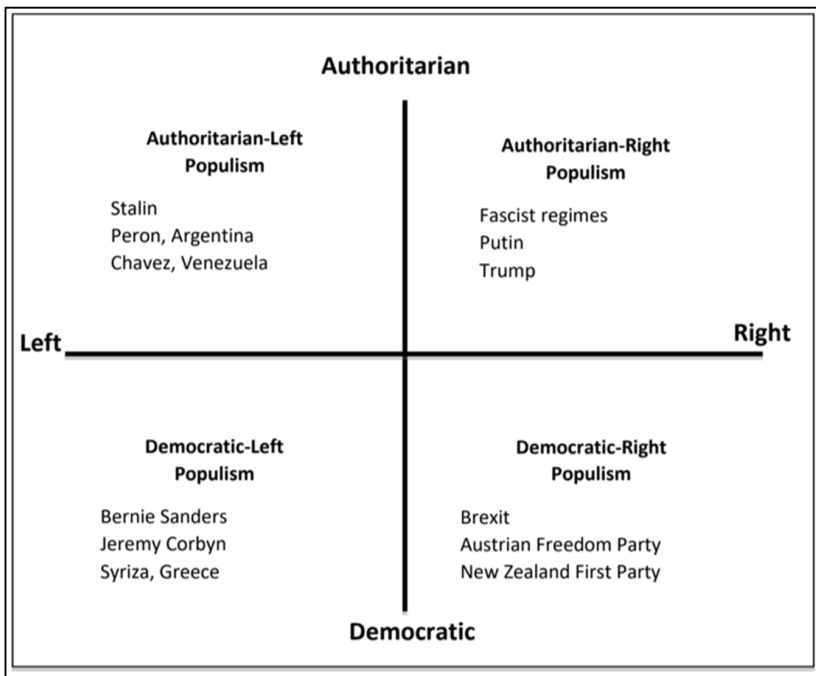 Authoritarian
Authoritarian-Left
Populism
Stalin
Peron, Argentina
Chavez, Venezuela
Authoritarian-Right
Populism
Fascist regimes
Putin
Trump
Left
Right
Democratic-Left
Populism
Bernie Sanders
Jeremy Corbyn
Syriza, Greece
Democratic-Right
Populism
Brexit
Austrian Freedom Party
New Zealand First Party
Democratic